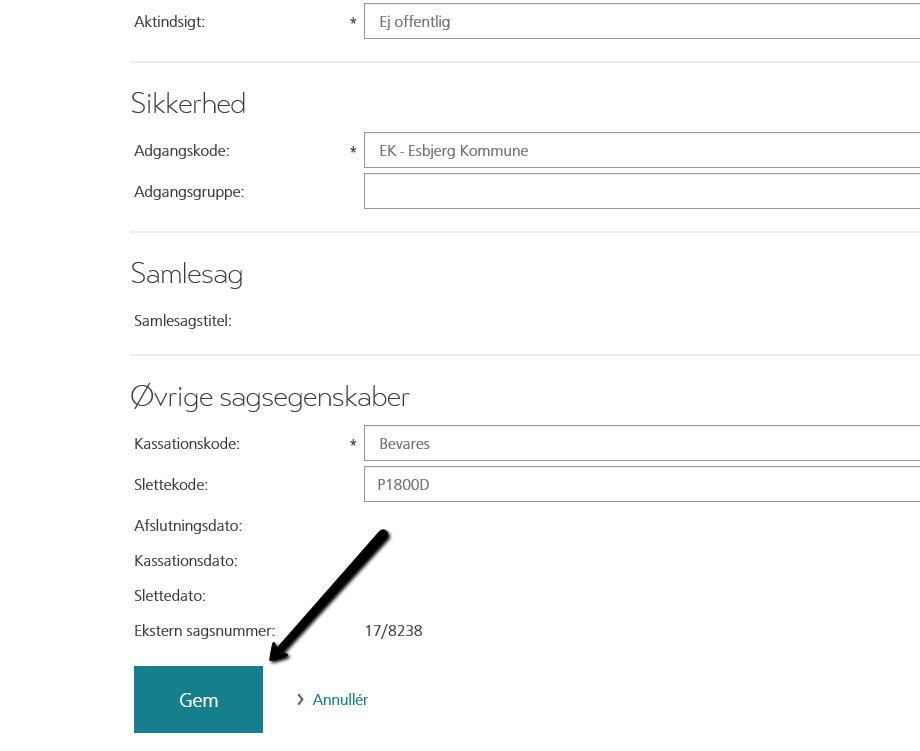 Aktindsigt: * Ej offentlig
Sikkerhed
Adgangskode: * EK - Esbjerg Kommune
Adgangsgruppe:
Samlesag
Samlesagstitel:
Øvrige sagsegenskaber
Kassationskode: * Bevares
Slettekode: P1800D
Afslutningsdato:
Kassationsdato:
Slettedato:
Ekstern sagsnummer: 17/8238
Gem › Annullér